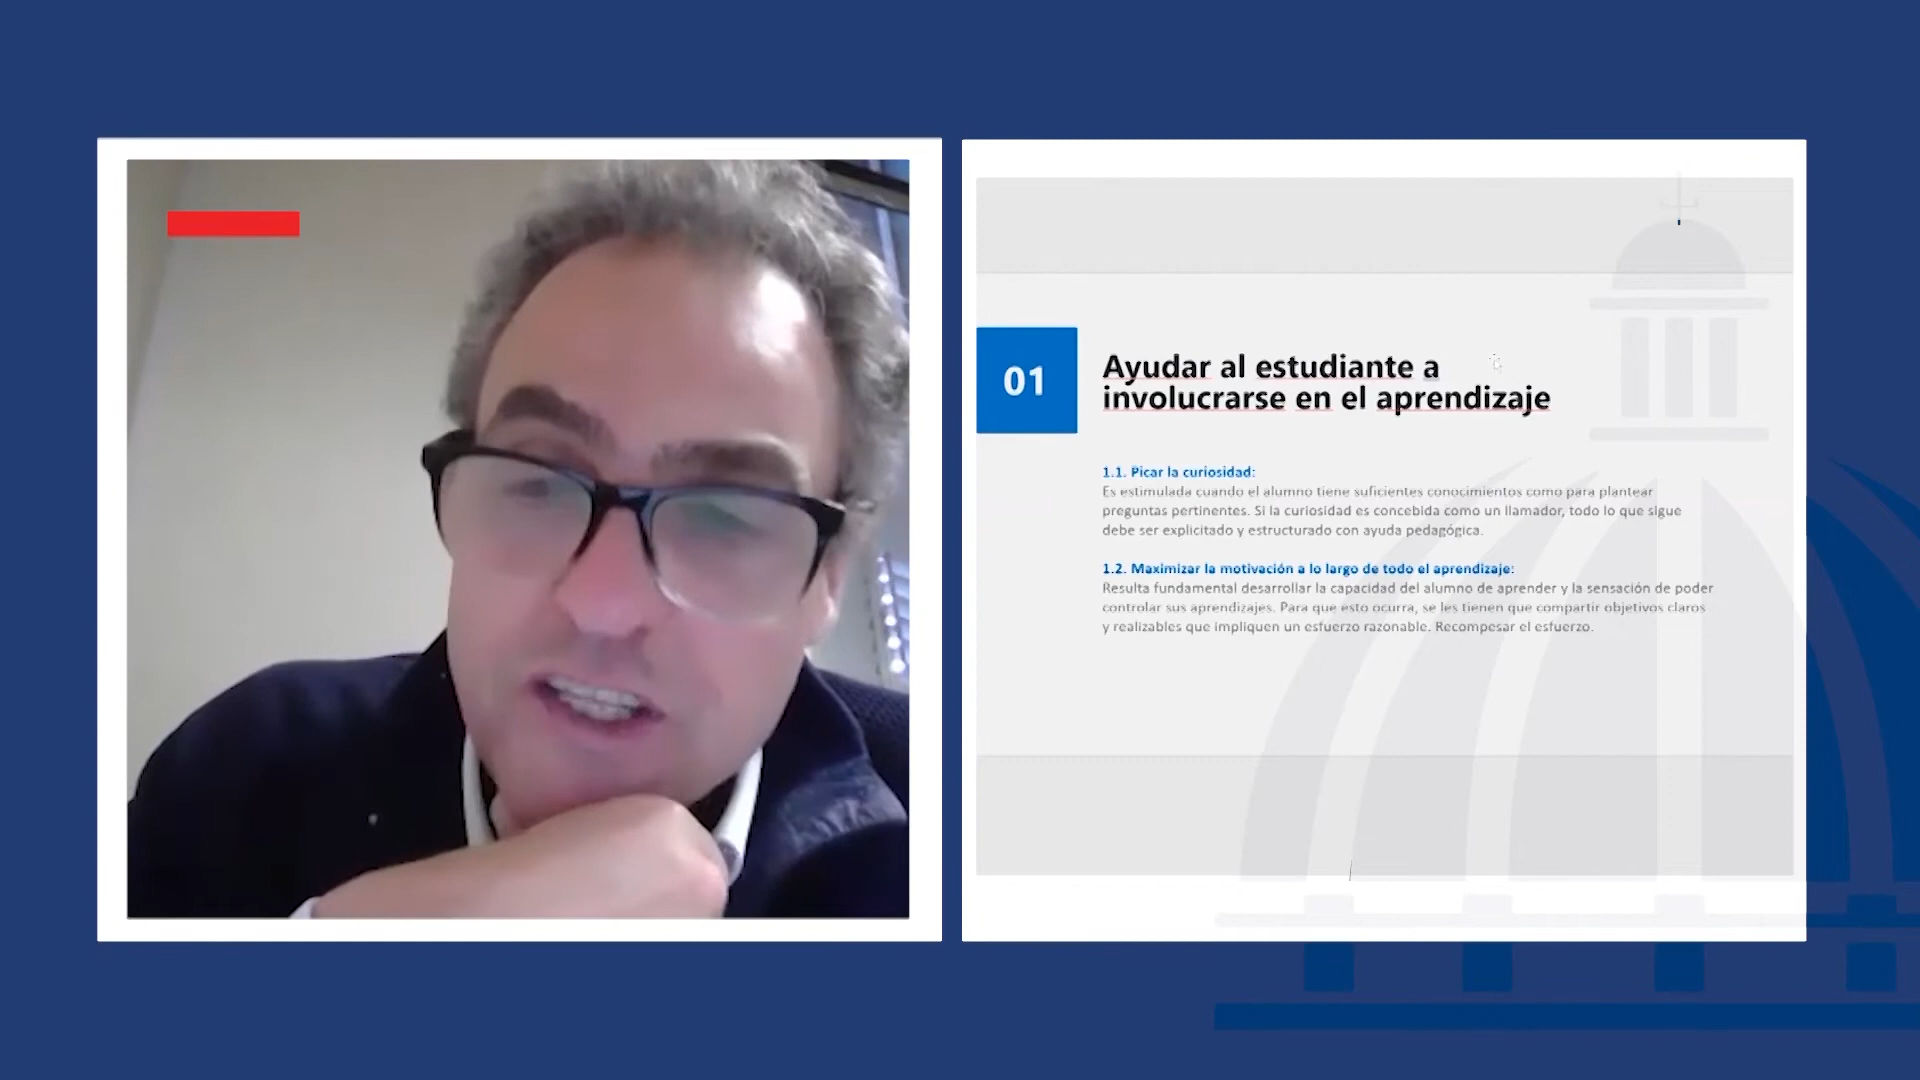 01
Ayudar al estudiante a
involucrarse en el aprendizaje
1.1. Picar la curiosidad:
Es estimulada cuando el alumno tiene suficientes conocimientos como para plantear
preguntas pertinentes. Si la curiosidad es concebida como un llamador, todo lo que sigue
debe ser explicitado y estructurado con ayuda pedagógica.
1.2. Maximizar la motivación a lo largo de todo el aprendizaje:
Resulta fundamental desarrollar la capacidad del alumno de aprender y la sensación de poder
controlar sus aprendizajes. Para que esto ocurra, se les tienen que compartir objetivos claros
y realizables que impliquen un esfuerzo razonable. Recompesar el esfuerzo.